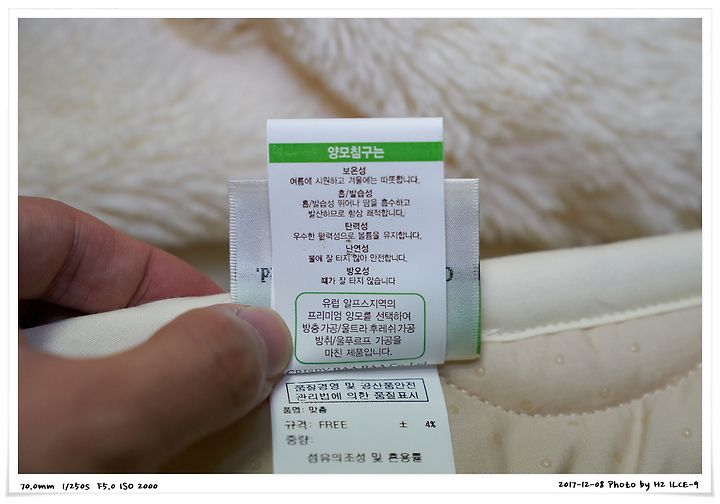 양모침구는
보온성
여름에 시원하고 겨울에는 따뜻합니다.
흡/발습성
흡/발습성 뛰어나 땀을 흡수하고
발산하므로 항상 쾌적합니다.
탄력성
우수한 탈력성으로 볼륨을 유지합니다.
난연성
불에 잘 타지 않아 안전합니다.
방오성
때가 잘 타지 않습니다
유럽 알프스지역의
프리미엄 양모를 선택하여
방충가공/울트라 후레쉬가공
방취/울푸르프 가공을
마친 제품입니다.
품질경영 및 공산품안전
관리법에 의한 품질표시
품명: 맞춤
규격: FREE ± 4%
중량:
섬유의조성 및 혼용률
70.0mm 1/250s F5.0 ISO 2000
2017-12-08 Photo by H2 ILCE-9